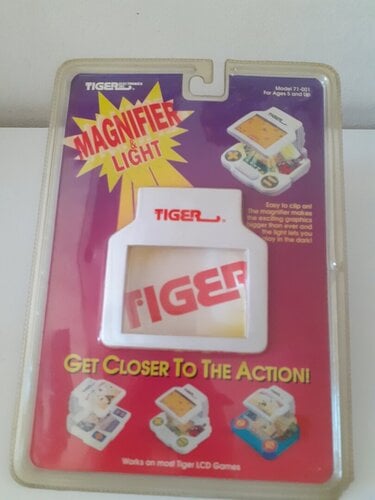 TIGER ELECTRONICS
Model 71-001
For Ages 5 and Up
MAGNIFIER
&
LIGHT
Easy to clip on!
The magnifier makes
the exciting graphics
bigger than ever and
the light lets you
play in the dark!
TIGER
TIGER
GET CLOSER TO THE ACTION!
Works on most Tiger LCD Games